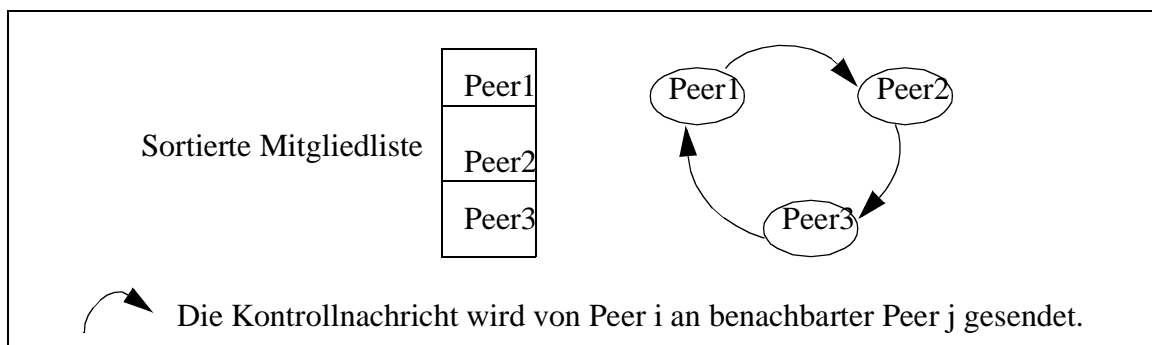 Peer1
Peer1
Peer2
Sortierte Mitgliedliste
Peer2
Peer3
Peer3
Die Kontrollnachricht wird von Peer i an benachbarter Peer j gesendet.